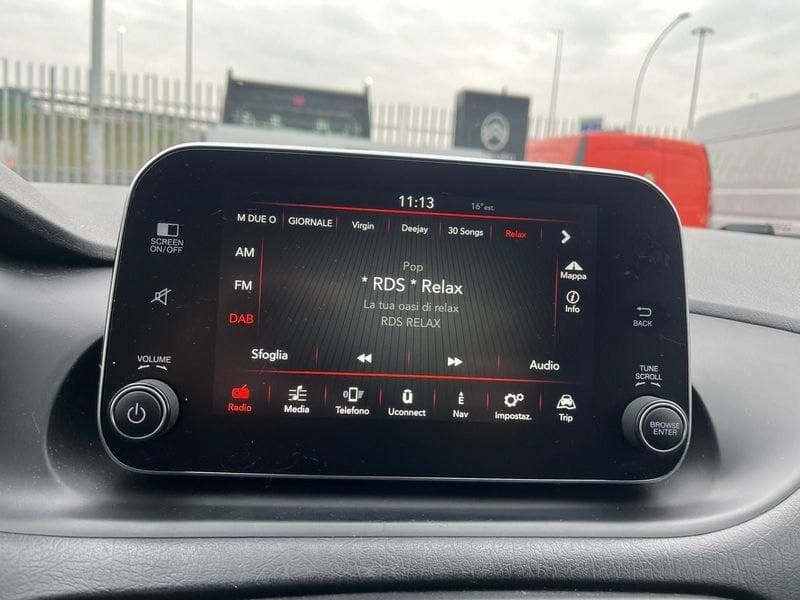 11:13
16° est.
M DUE O GIORNALE Virgin Deejay 30 Songs Relax
SCREEN
ON/OFF
AM
FM
DAB
Pop
* RDS * Relax
La tua oasi di relax
RDS RELAX
Mappa
Info
BACK
Sfoglia
Audio
VOLUME
TUNE
SCROLL
BROWSE
ENTER
Radio Media Telefono Uconnect Nav Impostaz. Trip
E